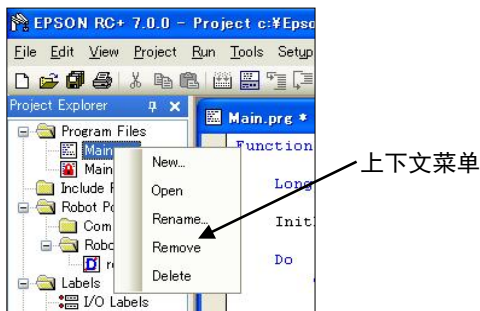 EPSON RC+ 7.0.0 - Project c:¥Epso
File Edit View Project Run Tools Setup
Project Explorer
Main.prg *
Program Files
Main
Main
Include F
Robot Po
Com
Robo
r
Labels
I/O Labels
New...
Open
Rename...
Remove
Delete
Function
Long
Init
Do
上下文菜单